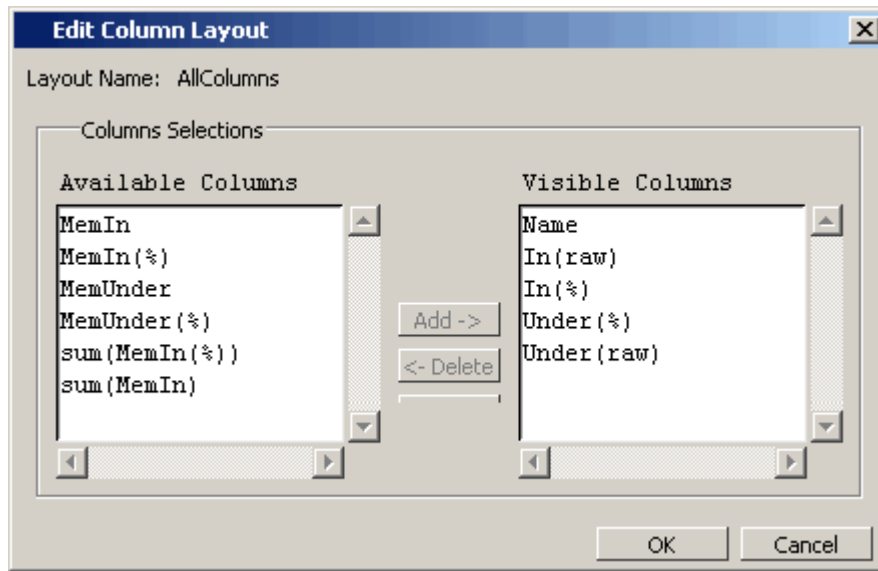 Edit Column Layout
Layout Name: AllColumns
Columns Selections
Available Columns
MemIn
MemIn(%)
MemUnder
MemUnder(%)
sum(MemIn(%))
sum(MemIn)
Add ->
<- Delete
Visible Columns
Name
In(raw)
In(%)
Under(%)
Under(raw)
OK
Cancel